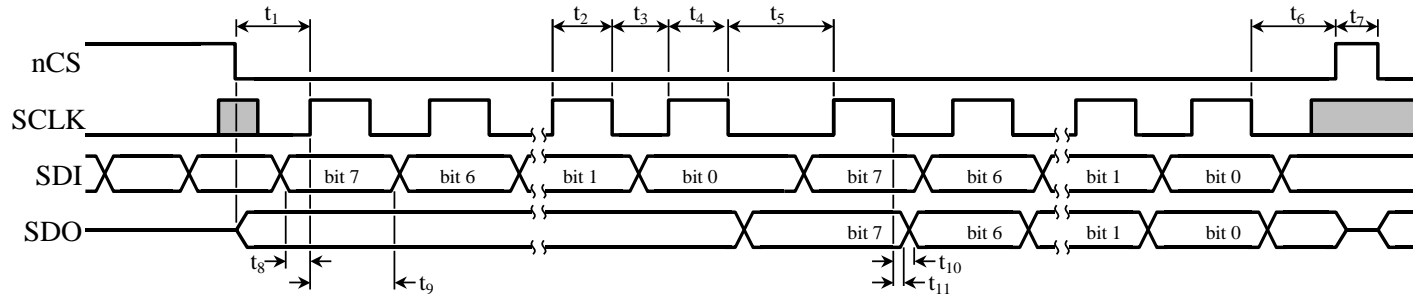 t₁ t₂ t₃ t₄ t₅ t₆ t₇
nCS
SCLK
SDI bit 7 bit 6 bit 1 bit 0 bit 7 bit 6 bit 1 bit 0
SDO bit 7 bit 6 bit 1 bit 0
t₈ t₁₀
t₉ t₁₁